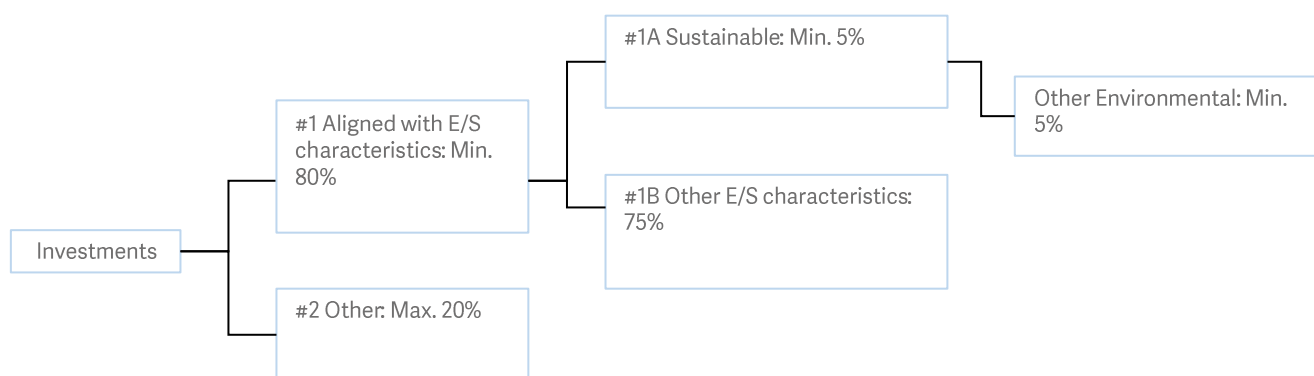 #1A Sustainable: Min. 5%
Other Environmental: Min.
5%
#1 Aligned with E/S
characteristics: Min.
80%
#1B Other E/S characteristics:
75%
Investments
#2 Other: Max. 20%